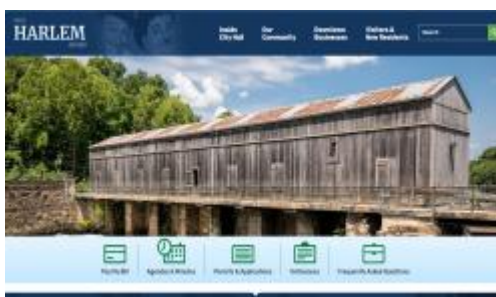 HARLEM
Inside
City Hall
Our
Community
Downtown
Businesses
Visitors &
New Residents
Search
Pay My Bill
Agendas & Minutes
Permits & Applications
Ordinances
Frequently Asked Questions